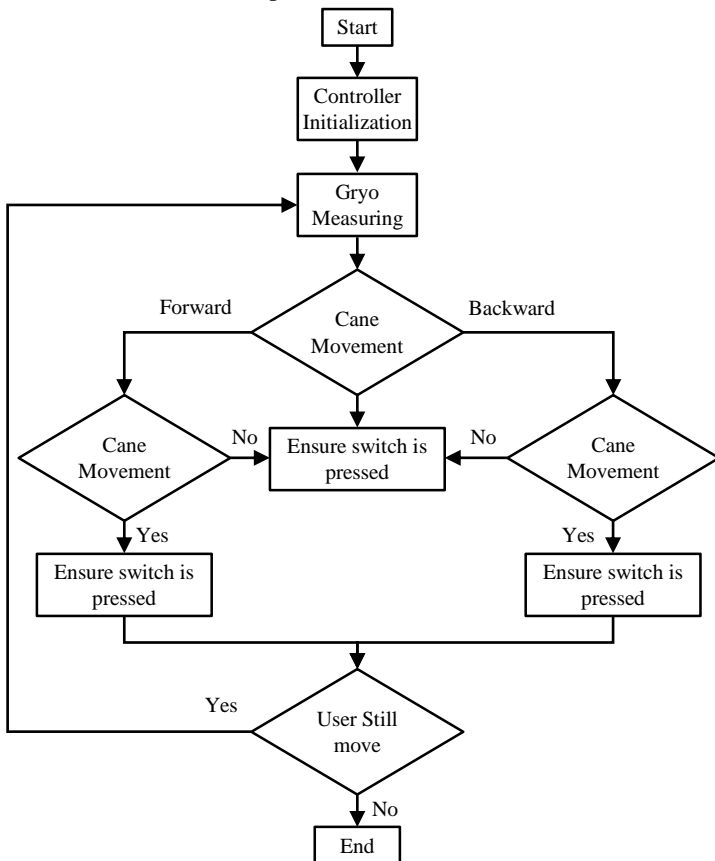 Start
Controller
Initialization
Gryo
Measuring
Forward
Backward
Cane
Movement
Cane
Movement
No
Ensure switch is
pressed
No
Cane
Movement
Yes
Yes
Ensure switch is
pressed
Ensure switch is
pressed
Yes
User Still
move
No
End